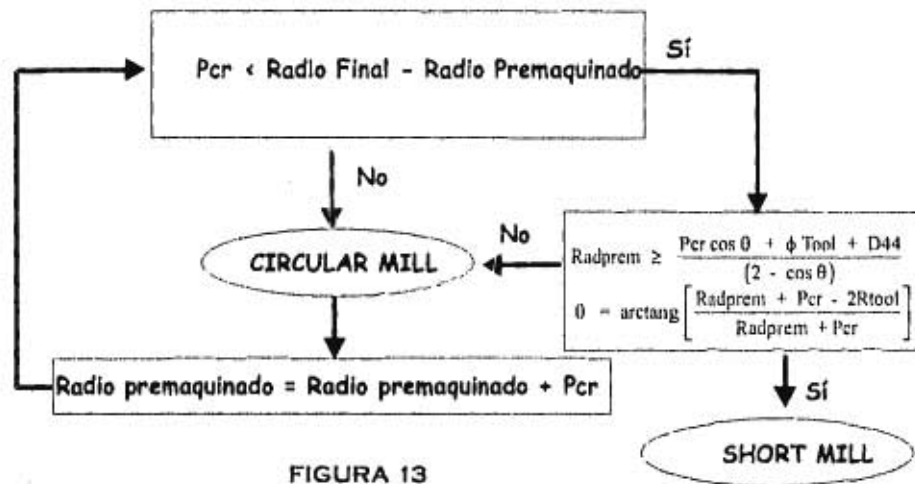 Pcr < Radio Final - Radio Premaquinado
Sí
No
No
CIRCULAR MILL
Radprem ≥ Pcr cos θ + ϕ Tool + D44
(2 - cos θ)
θ = arctang [ Radprem + Pcr - 2Rtool
Radprem + Pcr ]
Radio premaquinado = Radio premaquinado + Pcr
Sí
SHORT MILL
FIGURA 13